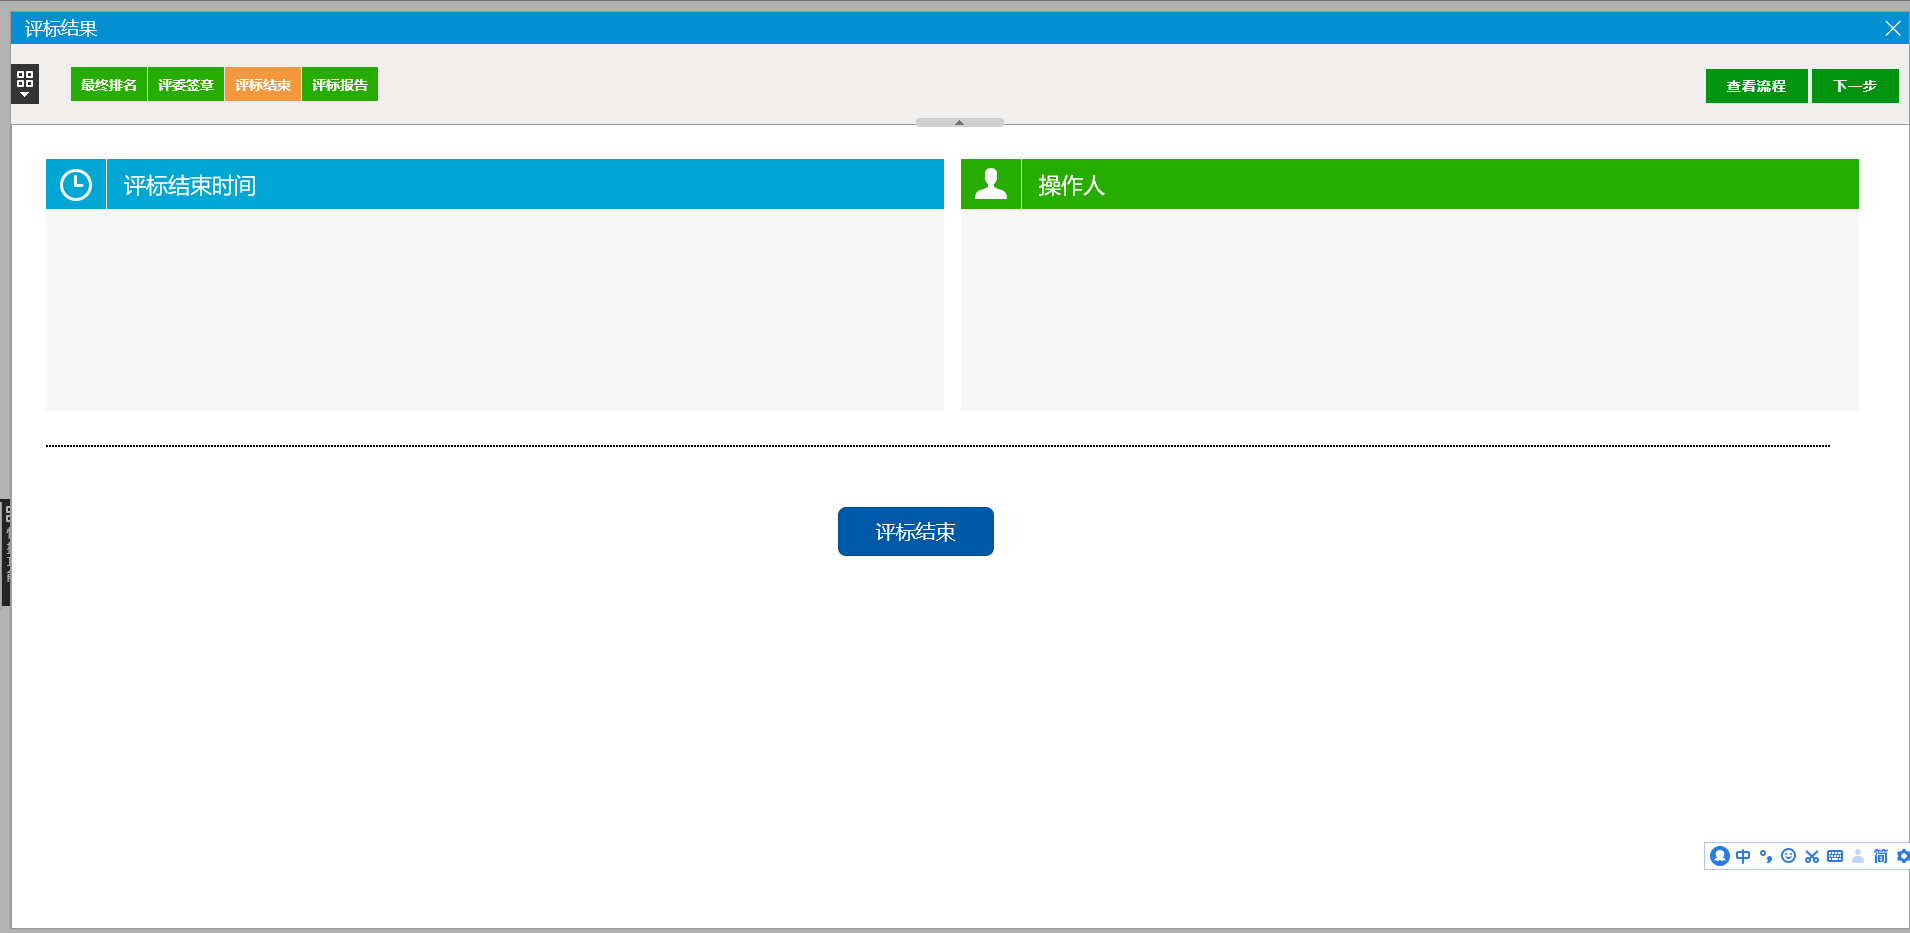 评标结果
最终排名 评委签章 评标结束 评标报告
查看流程 下一步
评标结束时间
操作人
评标结束
中 简